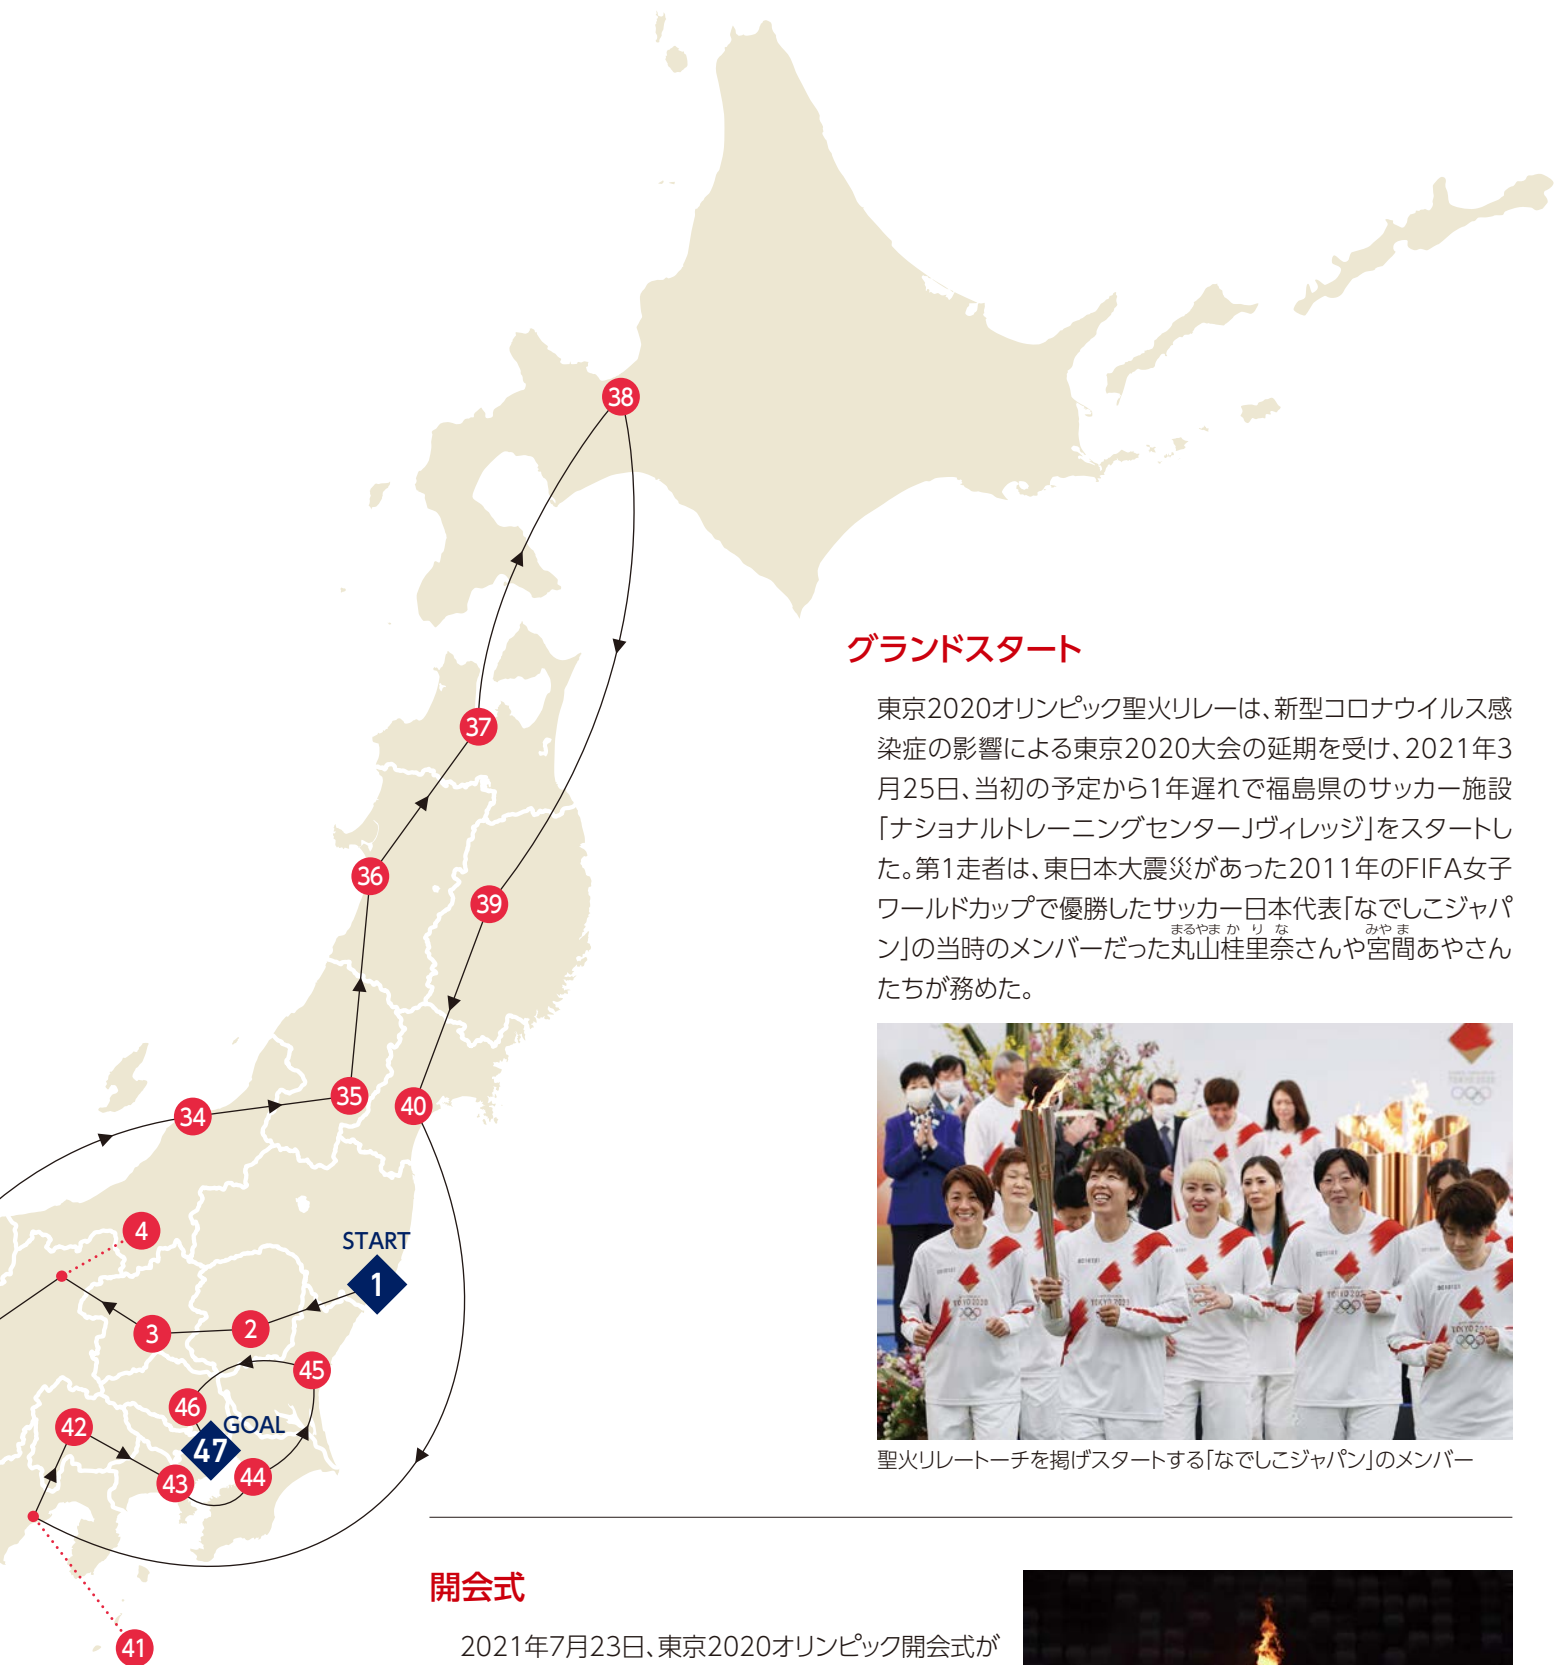 38
37
36
39
35
40
34
4
START
1
3
2
45
46
GOAL
42
47
43
44
41
グランドスタート
東京2020オリンピック聖火リレーは、新型コロナウイルス感
染症の影響による東京2020大会の延期を受け、2021年3
月25日、当初の予定から1年遅れで福島県のサッカー施設
「ナショナルトレーニングセンターJヴィレッジ」をスタートし
た。第1走者は、東日本大震災があった2011年のFIFA女子
ワールドカップで優勝したサッカー日本代表「なでしこジャパ
まるやま か り な みや ま
ン」の当時のメンバーだった丸山桂里奈さんや宮間あやさん
たちが務めた。
TOKYO 2020
TOKYO 2020
聖火リレートーチを掲げスタートする「なでしこジャパン」のメンバー
開会式
2021年7月23日、東京2020オリンピック開会式が